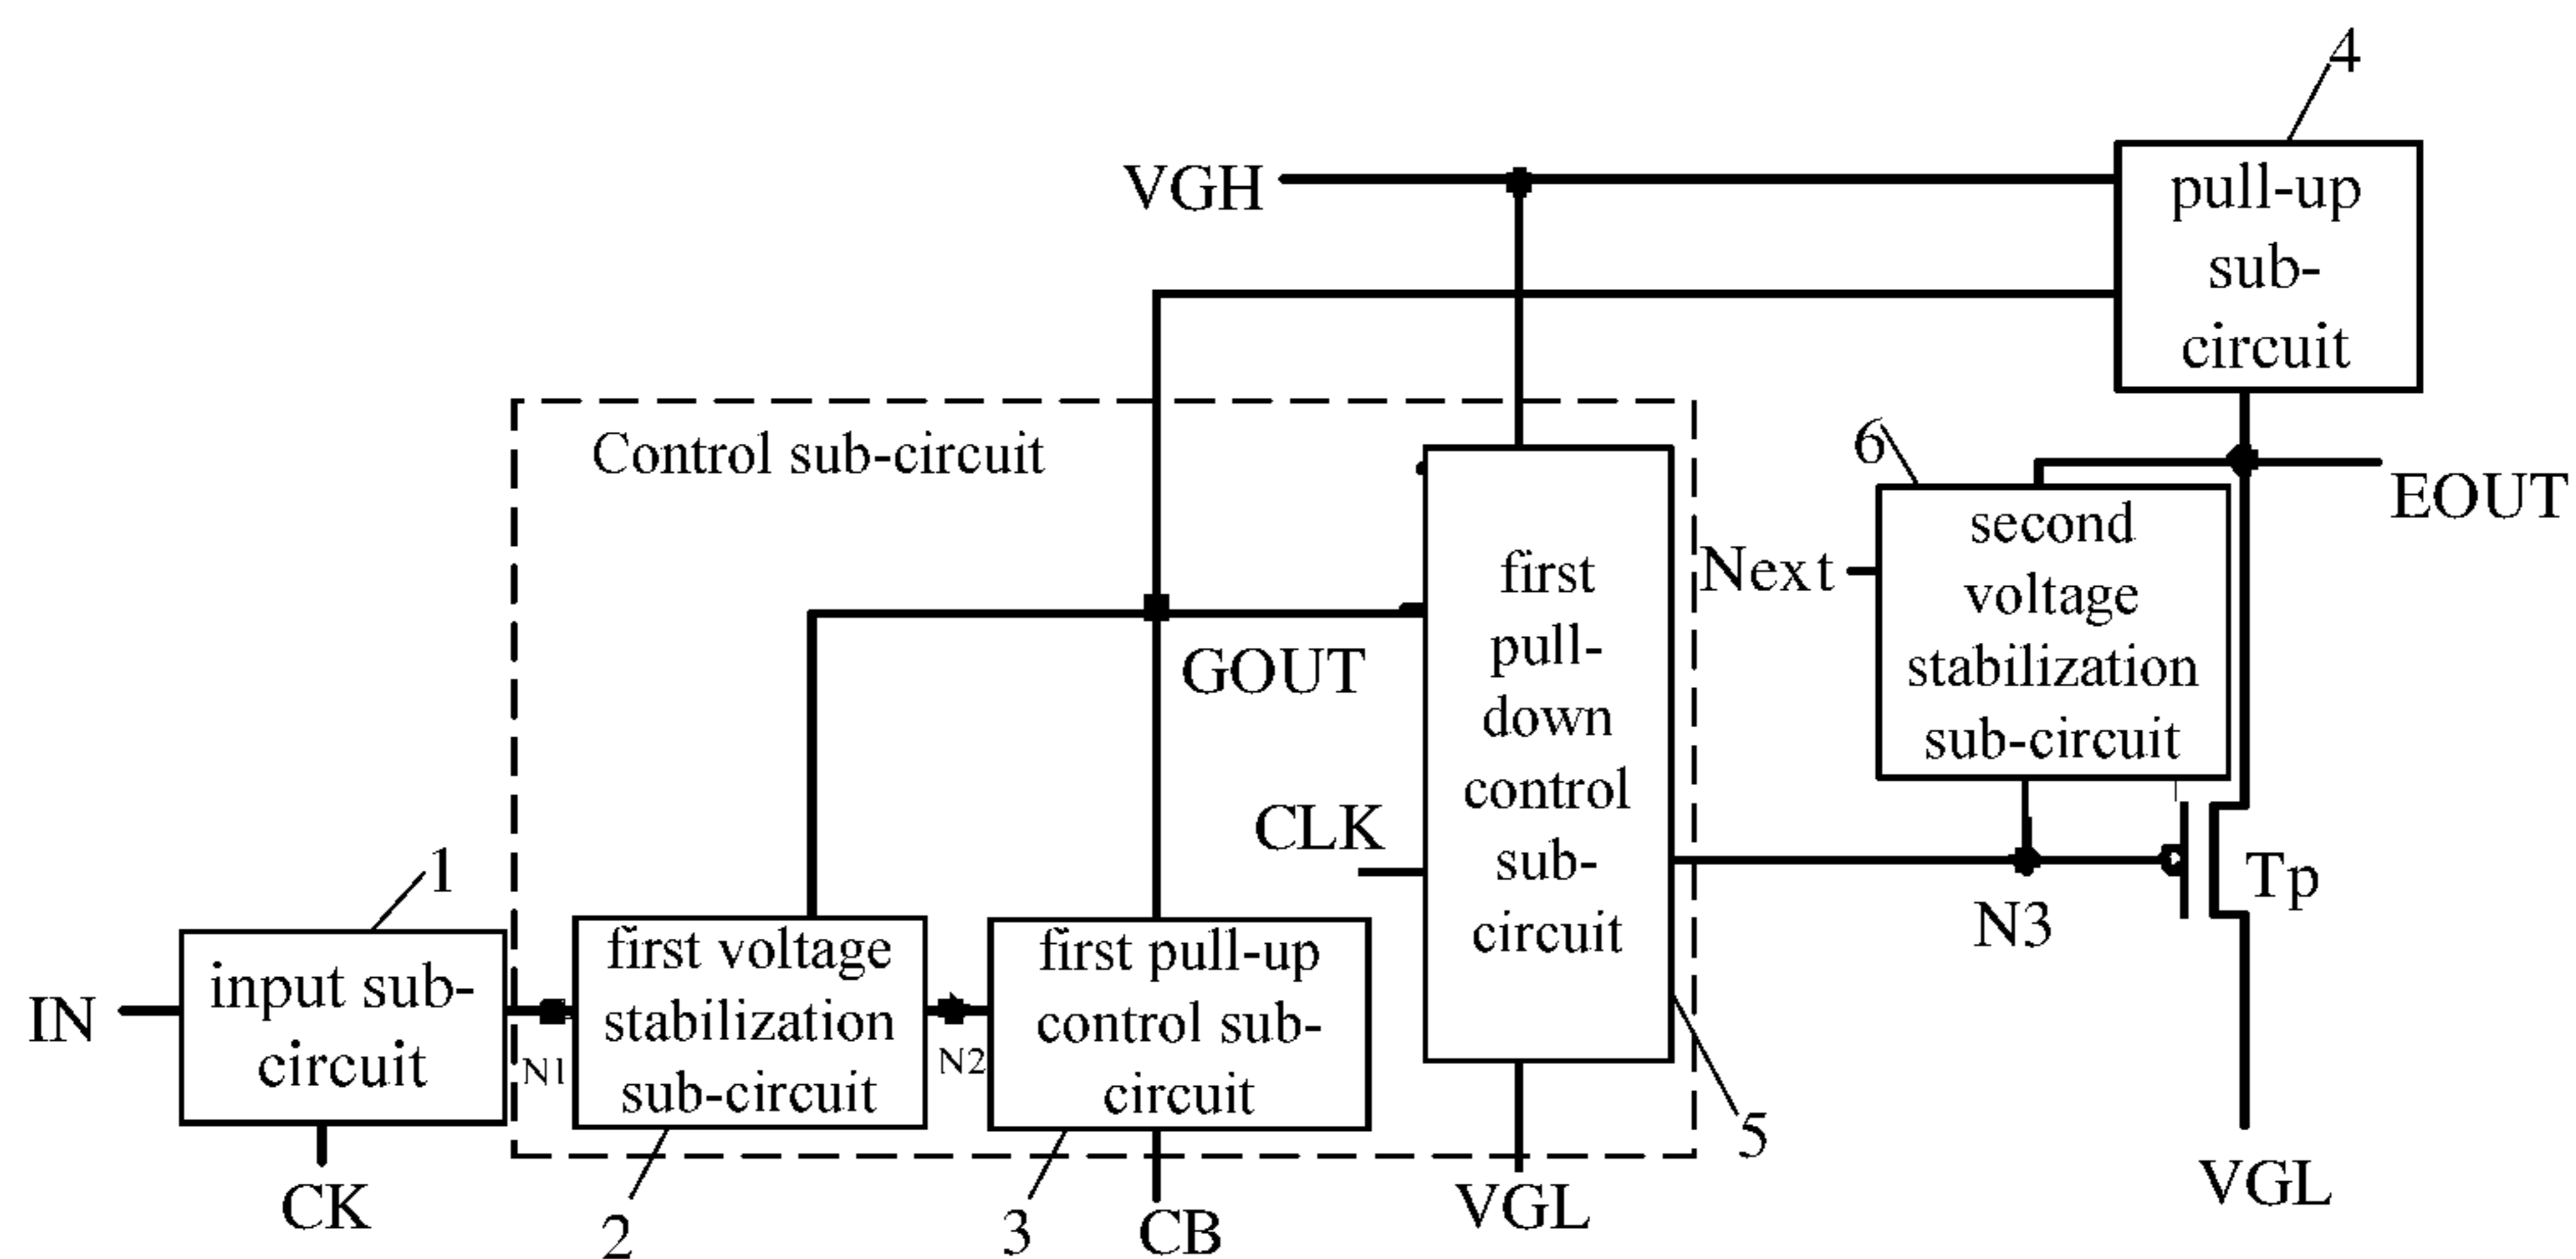 4
VGH
pull-up
sub-
circuit
Control sub-circuit
6
EOUT
second
voltage
stabilization
sub-circuit
Next
first
pull-
down
control
sub-
circuit
GOUT
CLK
1
Tp
N3
input sub-
circuit
IN
N1
first voltage
stabilization
sub-circuit
N2
first pull-up
control sub-
circuit
5
CK
2
3
CB
VGL
VGL